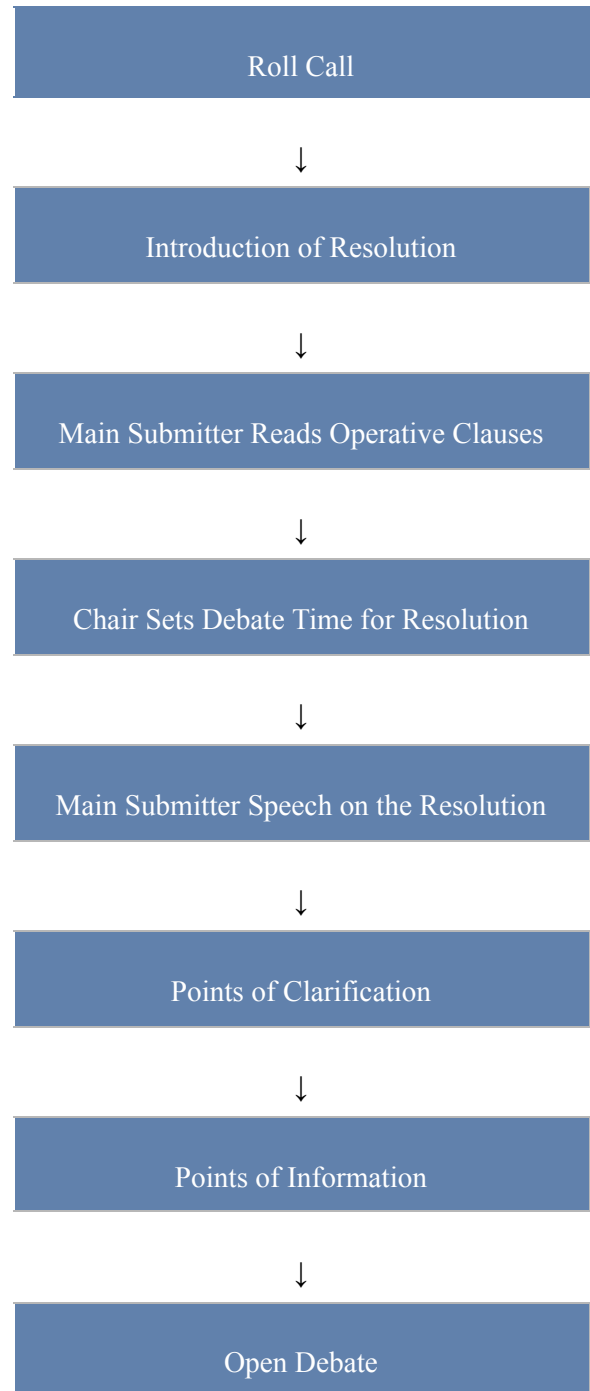 Roll Call
↓
Introduction of Resolution
↓
Main Submitter Reads Operative Clauses
↓
Chair Sets Debate Time for Resolution
↓
Main Submitter Speech on the Resolution
↓
Points of Clarification
↓
Points of Information
↓
Open Debate